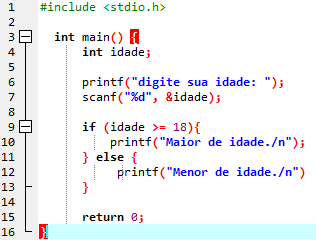 1 #include <stdio.h>
2
3 int main() {
4 int idade;
5
6 printf("digite sua idade: ");
7 scanf("%d", &idade);
8
9 if (idade >= 18){
10 printf("Maior de idade./n");
11 } else {
12 printf("Menor de idade./n")
13 }
14
15 return 0;
16 }